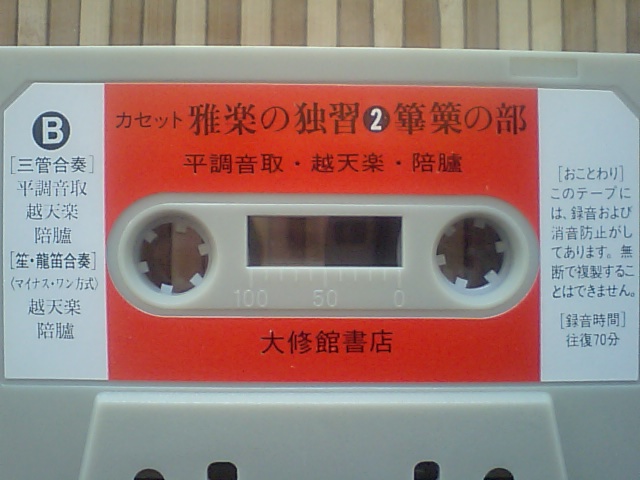 カセット 雅楽の独習❷篳篥の部
平調音取・越天楽・陪臚
B
[三管合奏]
平調音取
越天楽
陪臚
[笙・龍笛合奏]
〈マイナス・ワン方式〉
越天楽
陪臚
100 50 0
大修館書店
[おことわり]
このテープに
は、録音および
消音防止がし
てあります。無
断で複製するこ
とはできません。
[録音時間]
往復70分